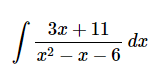 ∫ (3x + 11)/(x² − x − 6) dx